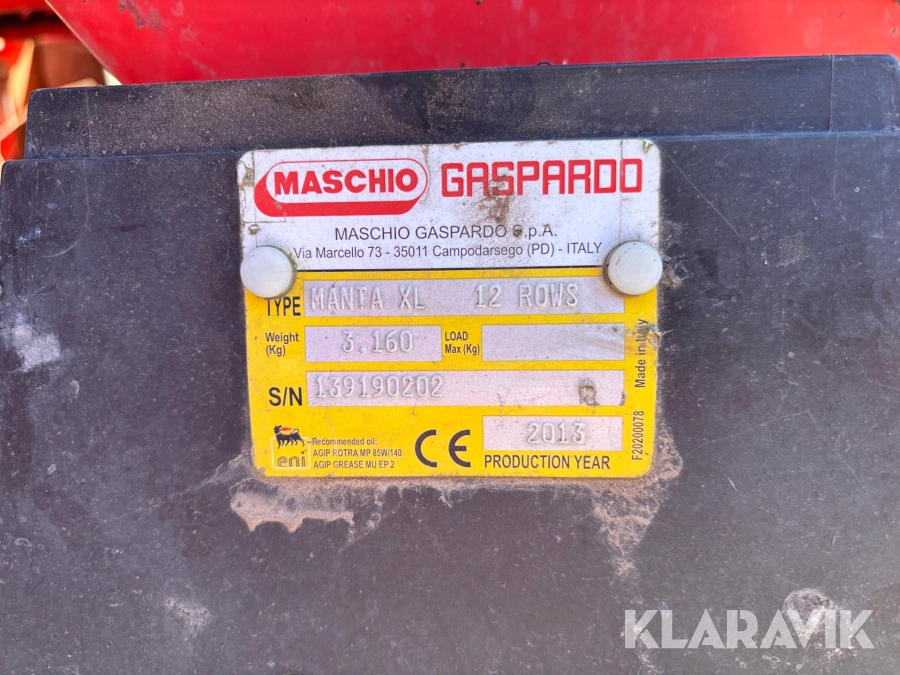 MASCHIO GASPARDO
MASCHIO GASPARDO S.p.A.
Via Marcello 73 - 35011 Campodarsego (PD) - ITALY
TYPE MANTA XL 12 ROWS
Weight (Kg) 3.160 LOAD Max (Kg)
S/N 139190202
eni
Recommended oil:
AGIP ROTRA MP 85W/140
AGIP GREASE MU EP 2
CE
2013
PRODUCTION YEAR
F20200078 Made in Italy
KLARAVIK